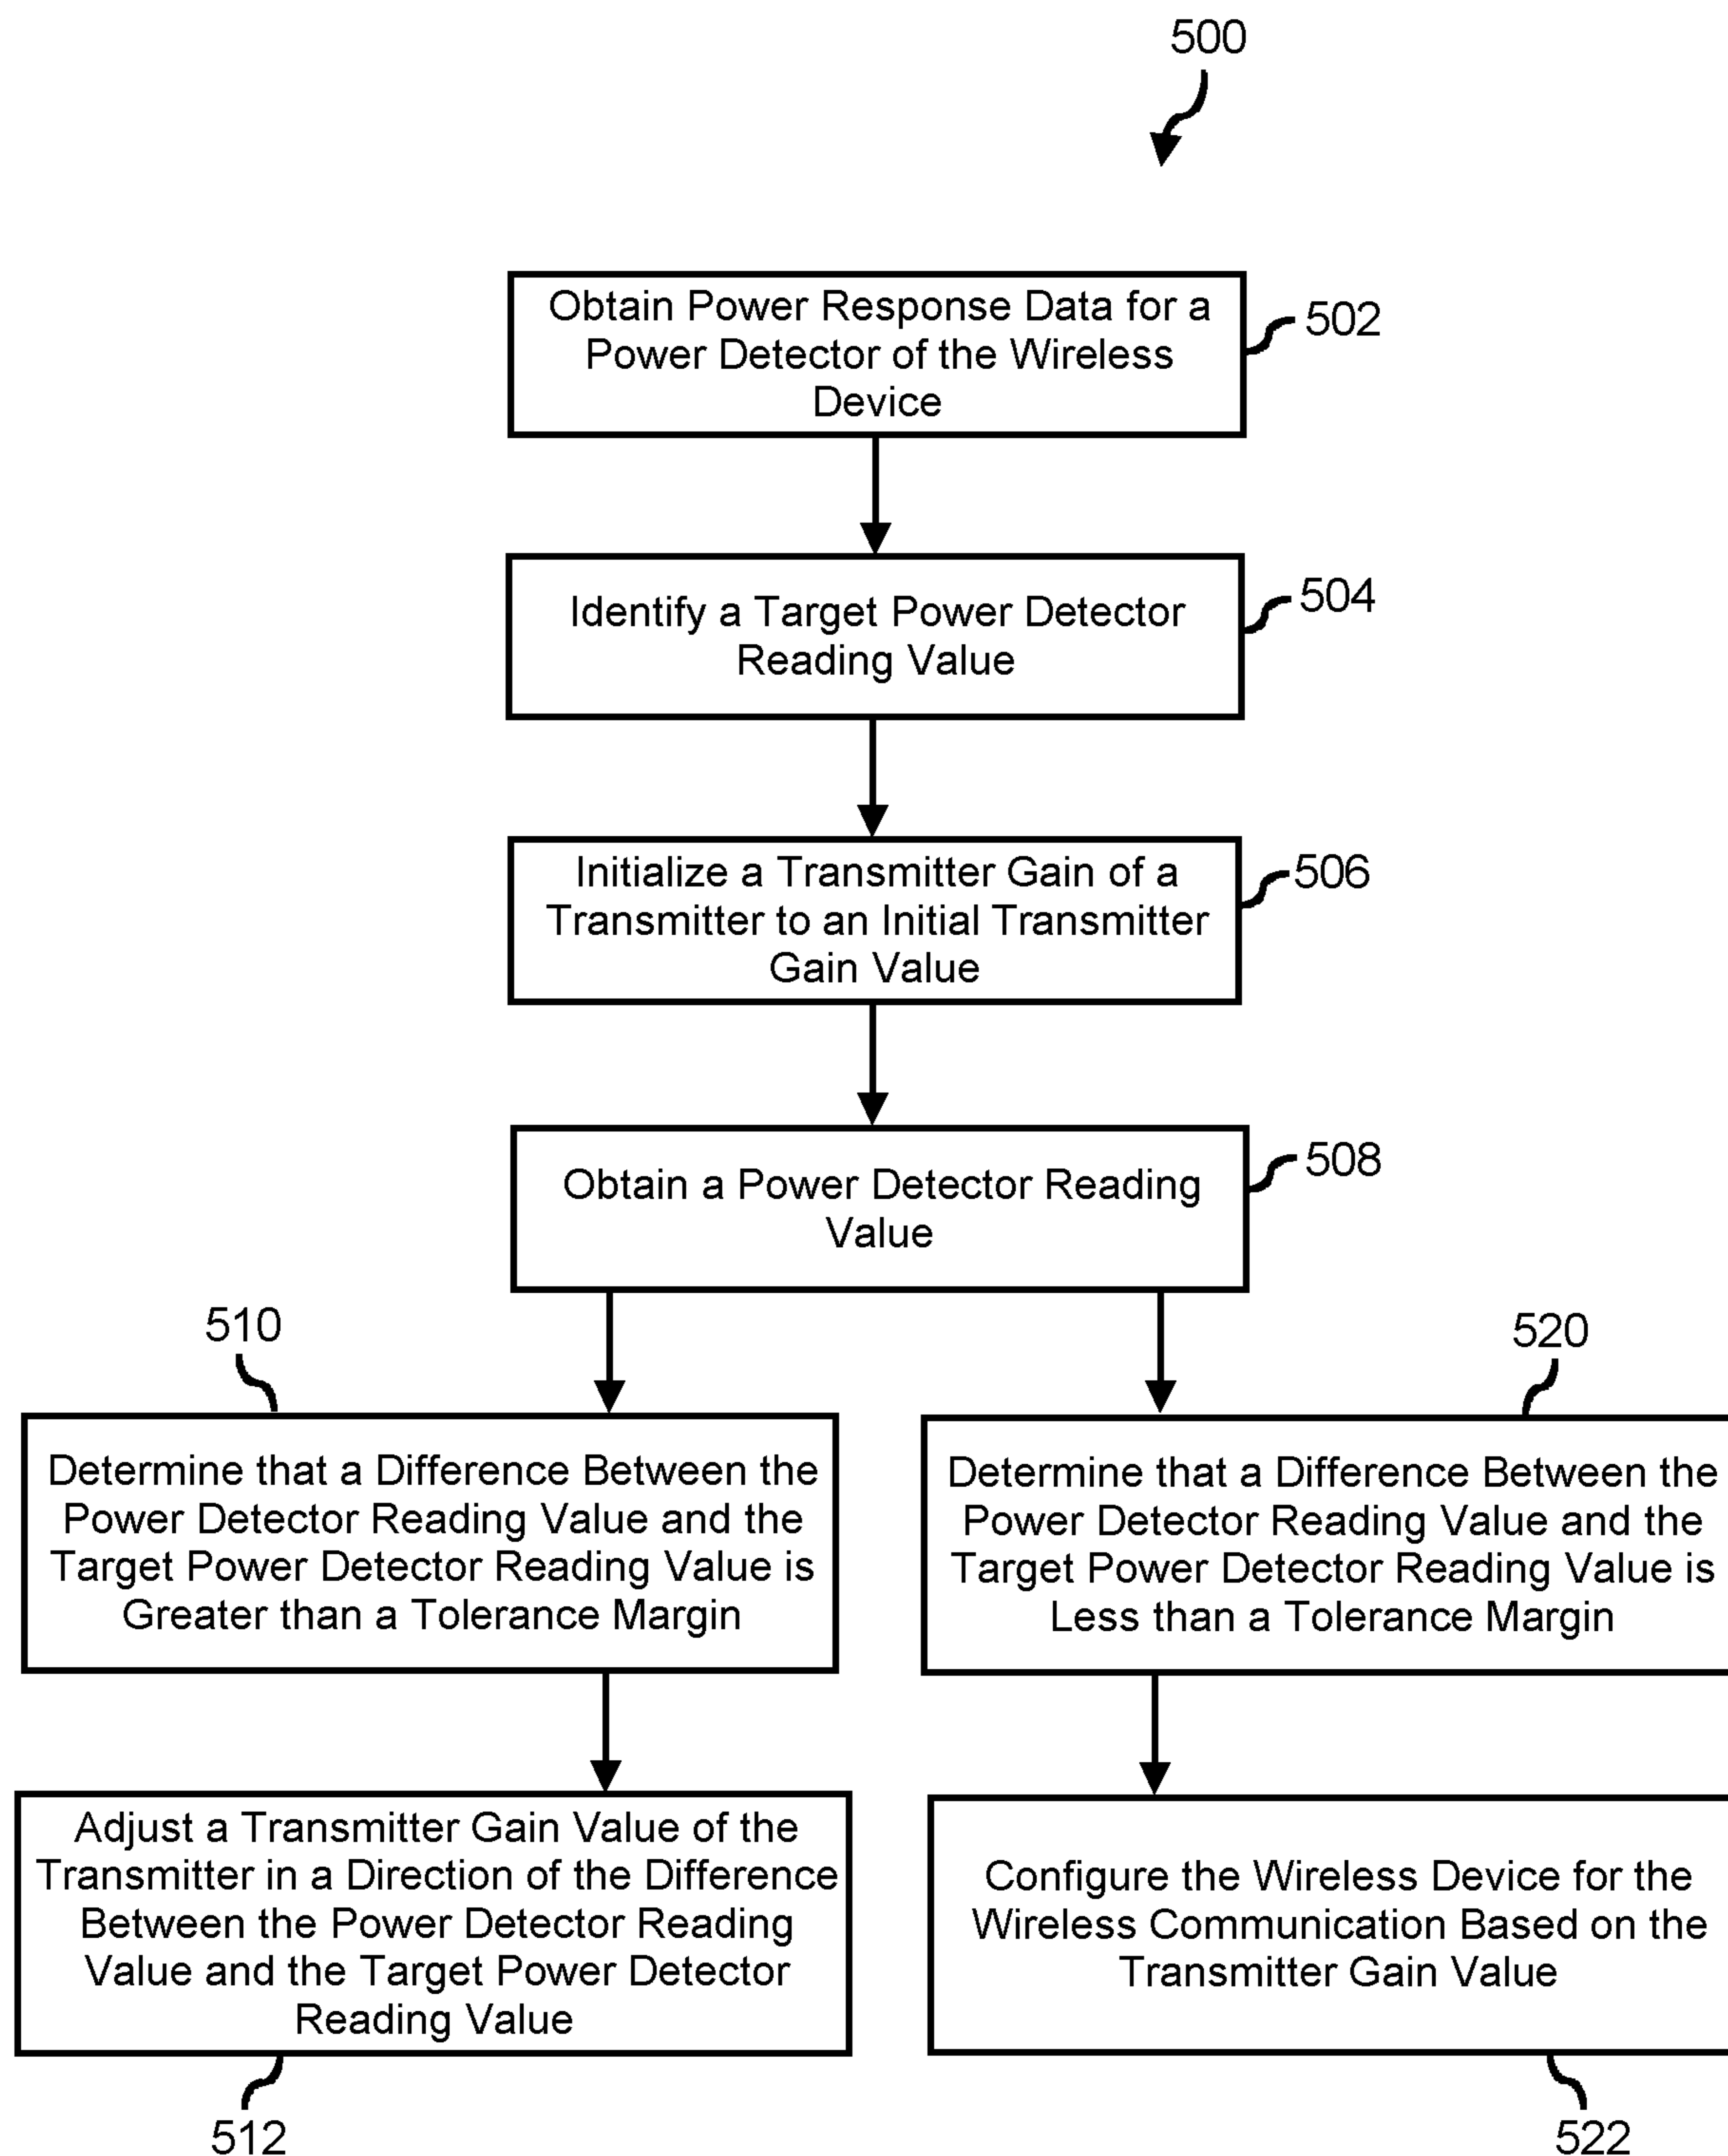 500
Obtain Power Response Data for a
Power Detector of the Wireless
Device
502
Identify a Target Power Detector
Reading Value
504
Initialize a Transmitter Gain of a
Transmitter to an Initial Transmitter
Gain Value
506
Obtain a Power Detector Reading
Value
508
510
Determine that a Difference Between the
Power Detector Reading Value and the
Target Power Detector Reading Value is
Greater than a Tolerance Margin
520
Determine that a Difference Between the
Power Detector Reading Value and the
Target Power Detector Reading Value is
Less than a Tolerance Margin
Adjust a Transmitter Gain Value of the
Transmitter in a Direction of the Difference
Between the Power Detector Reading
Value and the Target Power Detector
Reading Value
512
Configure the Wireless Device for the
Wireless Communication Based on the
Transmitter Gain Value
522